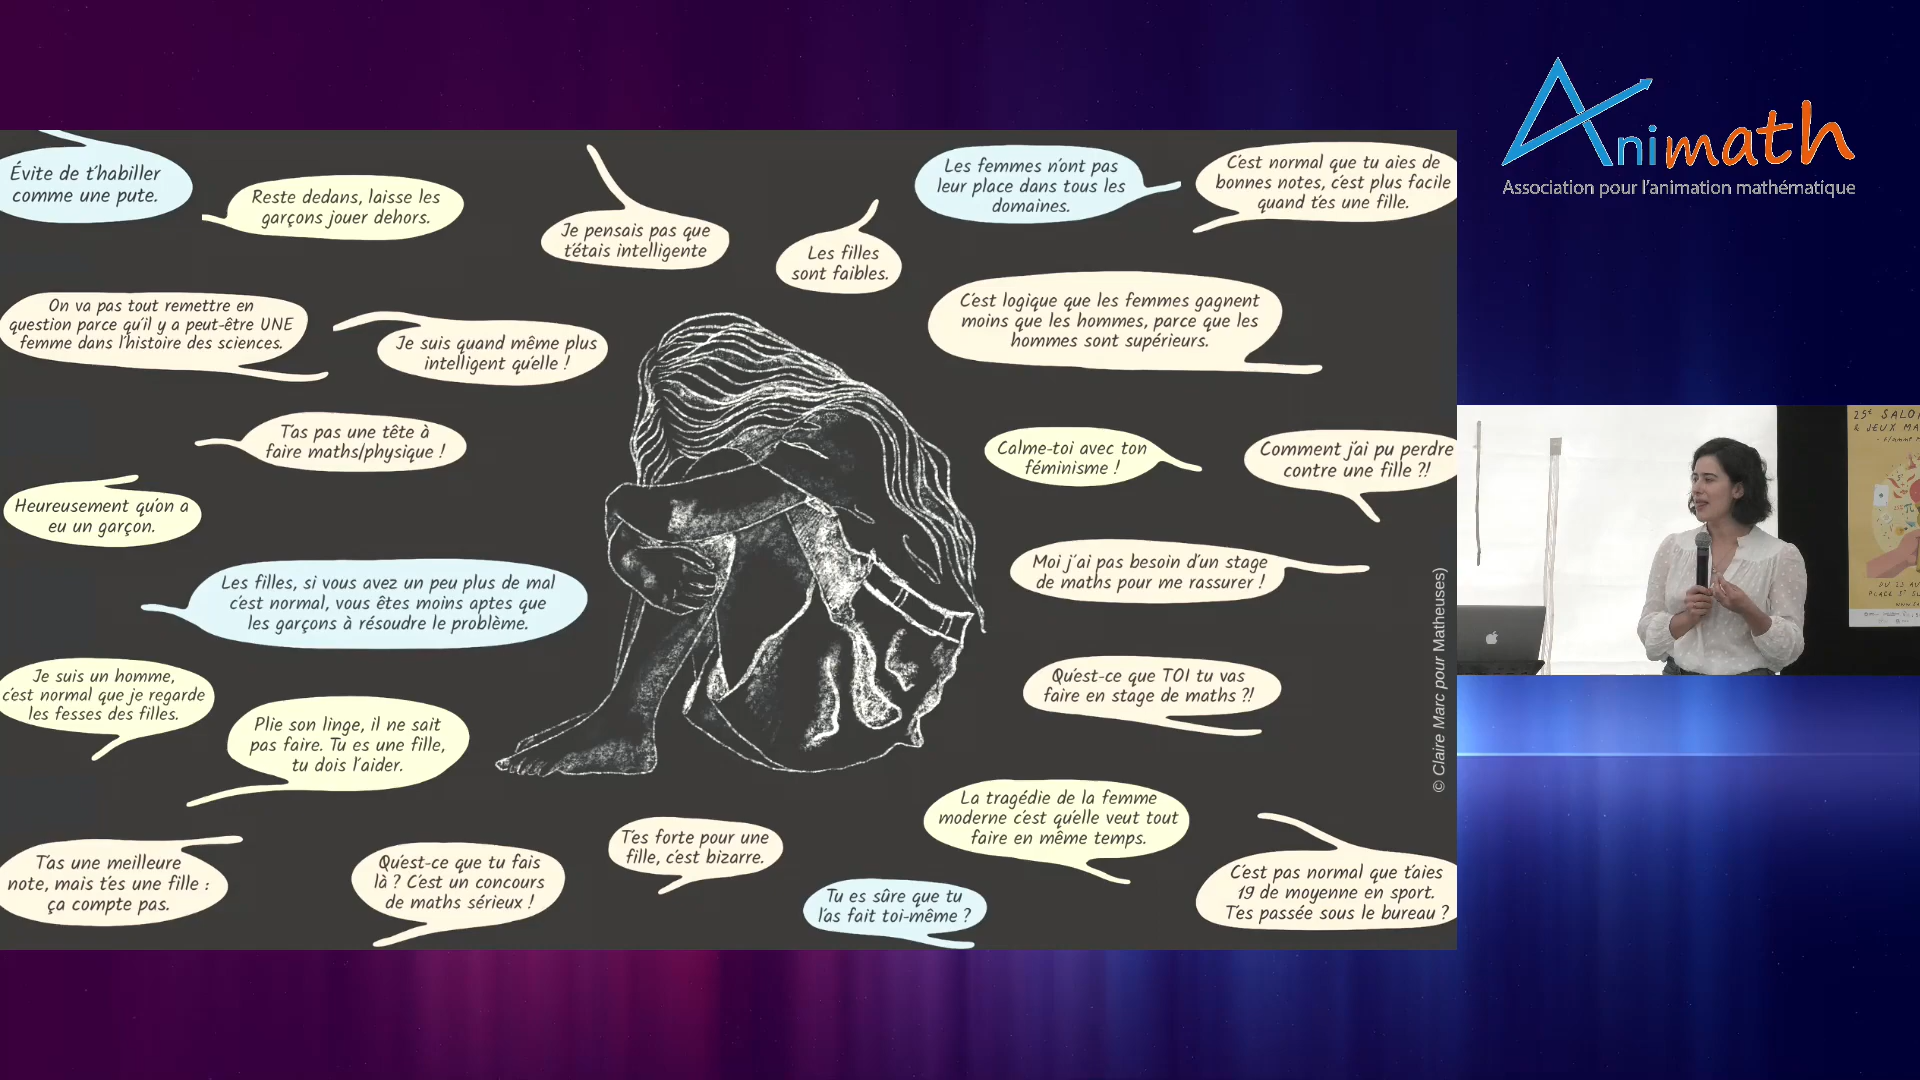 Évite de t'habiller
comme une pute.
Reste dedans, laisse les
garçons jouer dehors.
Je pensais pas que
t'étais intelligente
Les filles
sont faibles.
Les femmes n'ont pas
leur place dans tous les
domaines.
C'est normal que tu aies de
bonnes notes, c'est plus facile
quand t'es une fille.
On va pas tout remettre en
question parce qu'il y a peut-être UNE
femme dans l'histoire des sciences.
Je suis quand même plus
intelligent qu'elle !
C'est logique que les femmes gagnent
moins que les hommes, parce que les
hommes sont supérieurs.
T'as pas une tête à
faire maths/physique !
Calme-toi avec ton
féminisme !
Comment j'ai pu perdre
contre une fille ?!
Heureusement qu'on a
eu un garçon.
Les filles, si vous avez un peu plus de mal
c'est normal, vous êtes moins aptes que
les garçons à résoudre le problème.
Moi j'ai pas besoin d'un stage
de maths pour me rassurer !
Je suis un homme,
c'est normal que je regarde
les fesses des filles.
Plie son linge, il ne sait
pas faire. Tu es une fille,
tu dois l'aider.
Qu'est-ce que TOI tu vas
faire en stage de maths ?!
T'as une meilleure
note, mais t'es une fille :
ça compte pas.
Qu'est-ce que tu fais
là ? C'est un concours
de maths sérieux !
T'es forte pour une
fille, c'est bizarre.
Tu es sûre que tu
l'as fait toi-même ?
La tragédie de la femme
moderne c'est qu'elle veut tout
faire en même temps.
C'est pas normal que t'aies
19 de moyenne en sport.
T'es passée sous le bureau ?
© Claire Marc pour Matheuses)
Animath
Association pour l'animation mathématique
25e SALO
& JEUX MA
PLACE St SU